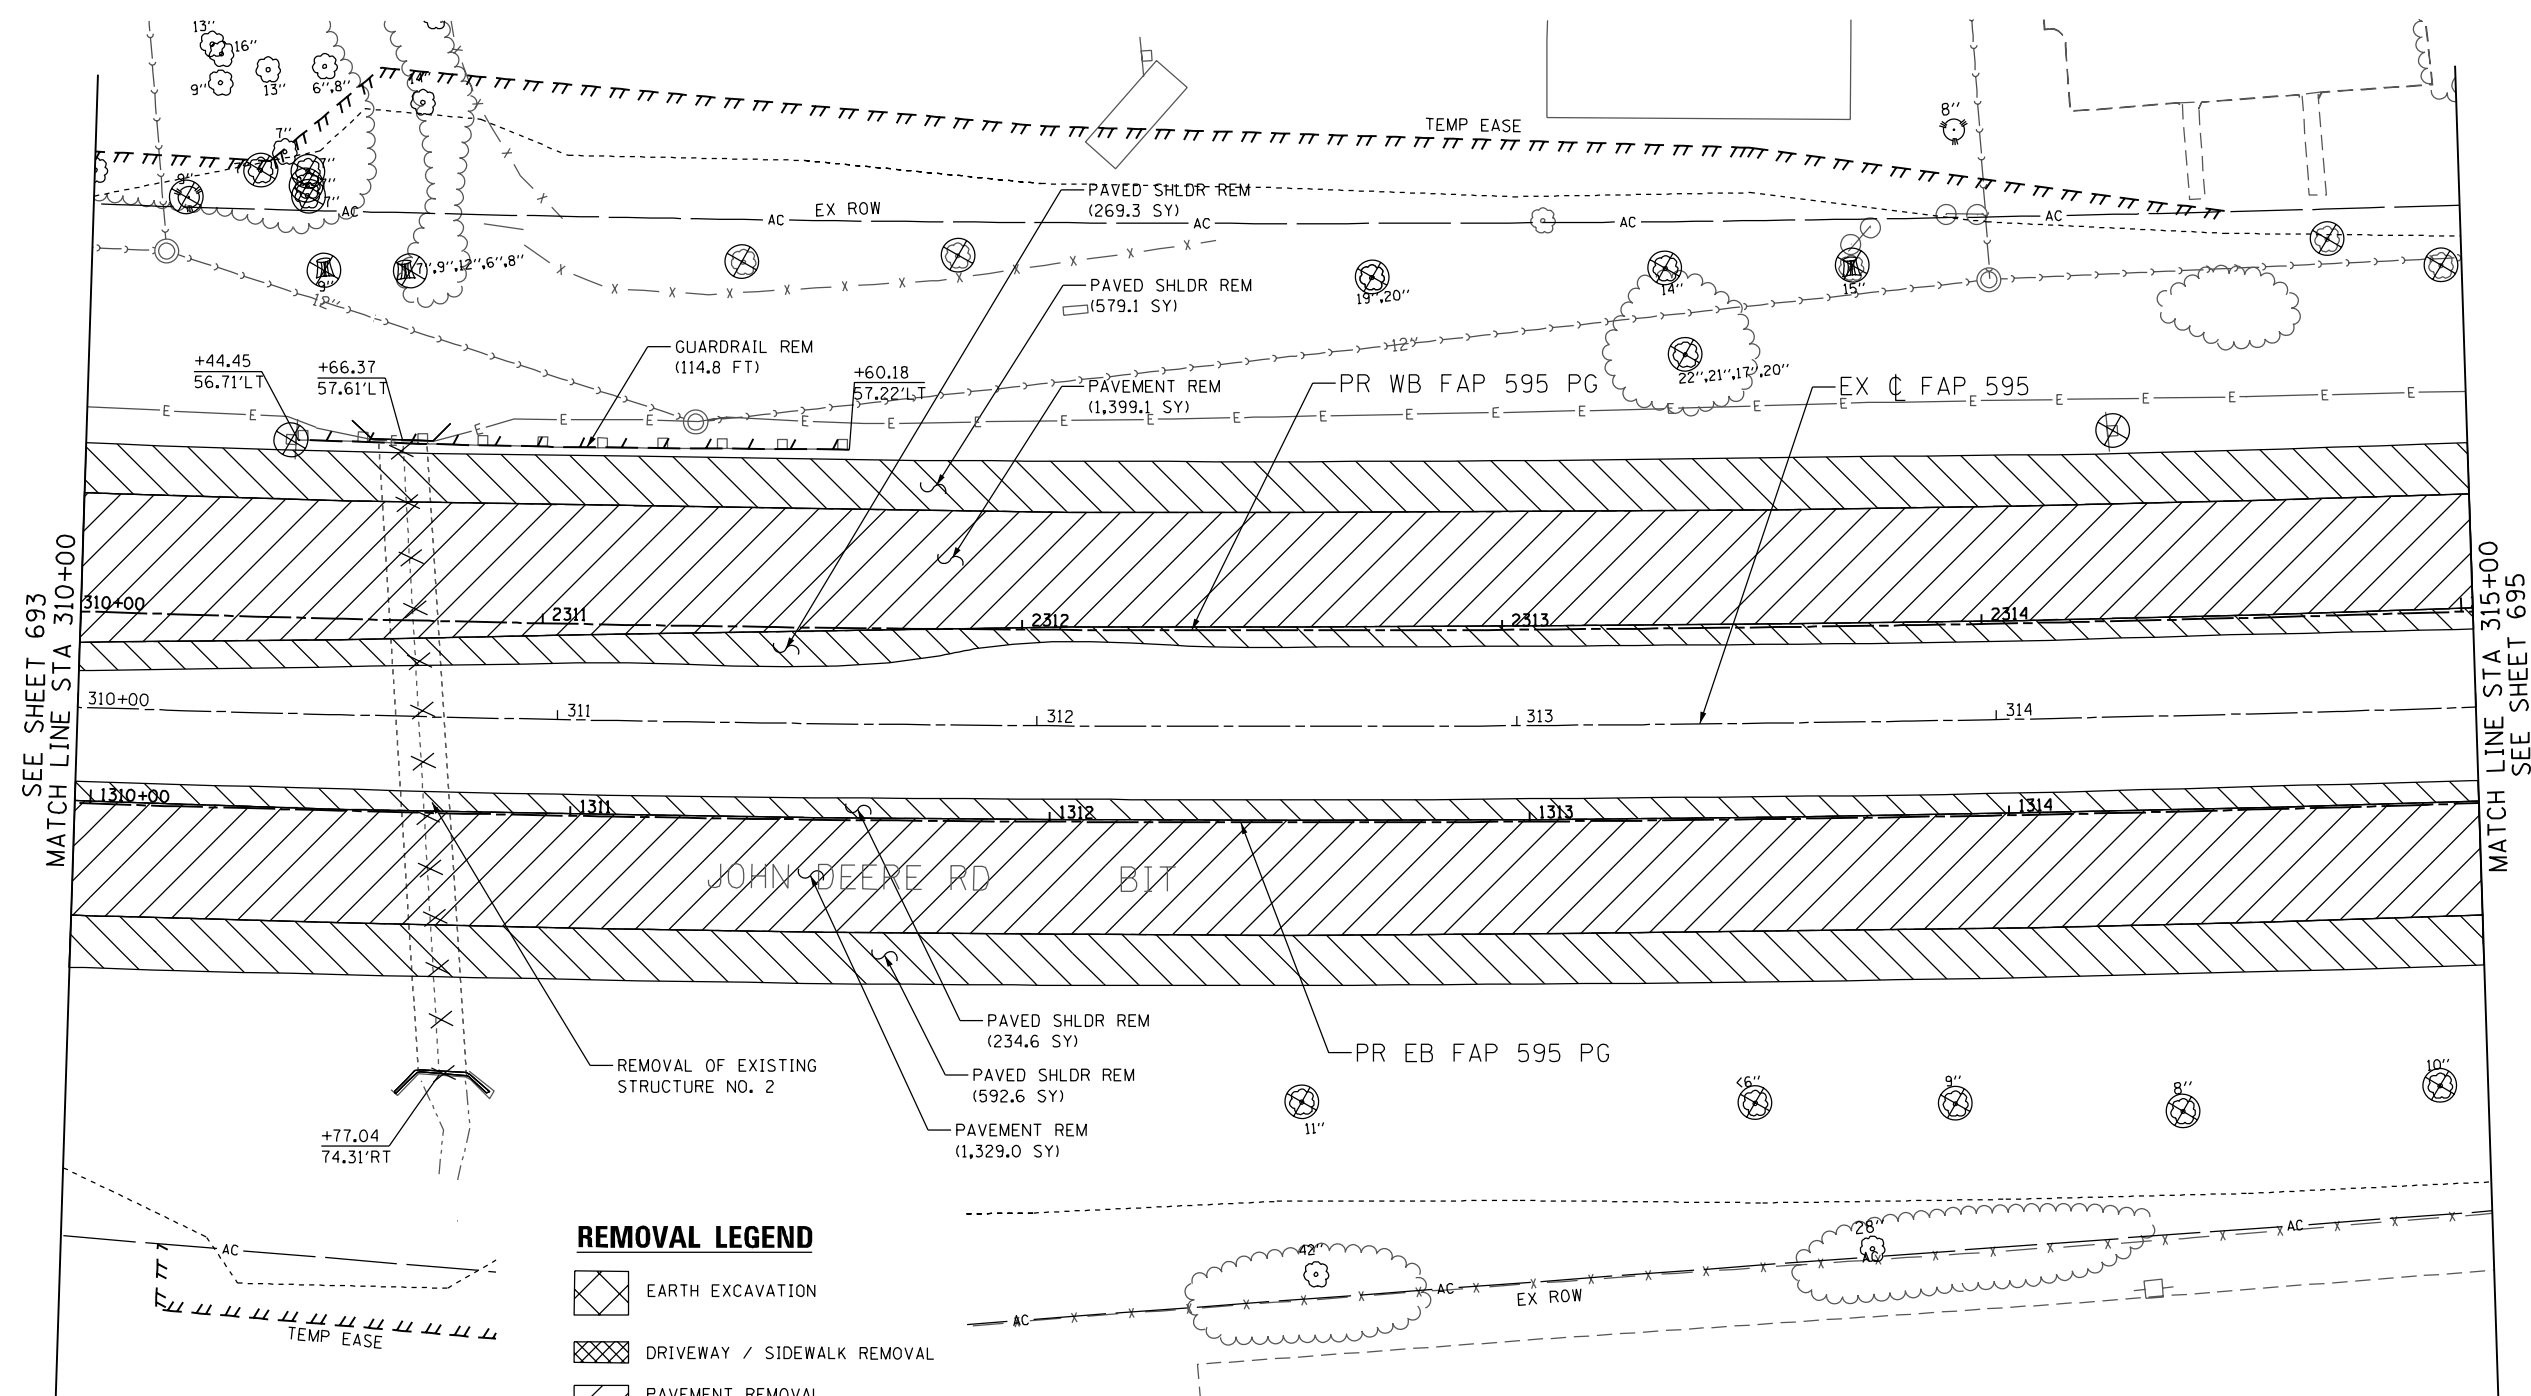 13''
16''
9''
13''
6'',8''
14''
TEMP EASE
8''
7''
7''
7''
9''
7''
7''
AC
AC
EX ROW
AC
AC
AC
PAVED SHLDR REM
(269.3 SY)
7'',9'',12'',6'',8''
9''
12''
PAVED SHLDR REM
(579.1 SY)
19'',20''
14''
15''
12''
22'',21'',17',20''
GUARDRAIL REM
(114.8 FT)
+44.45
56.71'LT
+66.37
57.61'LT
+60.18
57.22'LT
PAVEMENT REM
(1,399.1 SY)
PR WB FAP 595 PG
EX ℄ FAP 595
E E E E E E E E E E E E E E E E E E E
SEE SHEET 693
MATCH LINE STA 310+00
310+00
2311
2312
2313
2314
310+00
311
312
313
314
1310+00
1311
1312
1313
1314
JOHN DEERE RD
BIT
MATCH LINE STA 315+00
SEE SHEET 695
PAVED SHLDR REM
(234.6 SY)
PAVED SHLDR REM
(592.6 SY)
PAVEMENT REM
(1,329.0 SY)
PR EB FAP 595 PG
REMOVAL OF EXISTING
STRUCTURE NO. 2
+77.04
74.31'RT
11''
<6''
9''
8''
10''
AC
TEMP EASE
REMOVAL LEGEND
EARTH EXCAVATION
DRIVEWAY / SIDEWALK REMOVAL
PAVEMENT REMOVAL
42''
28''
AC
AC
AC
AC
EX ROW